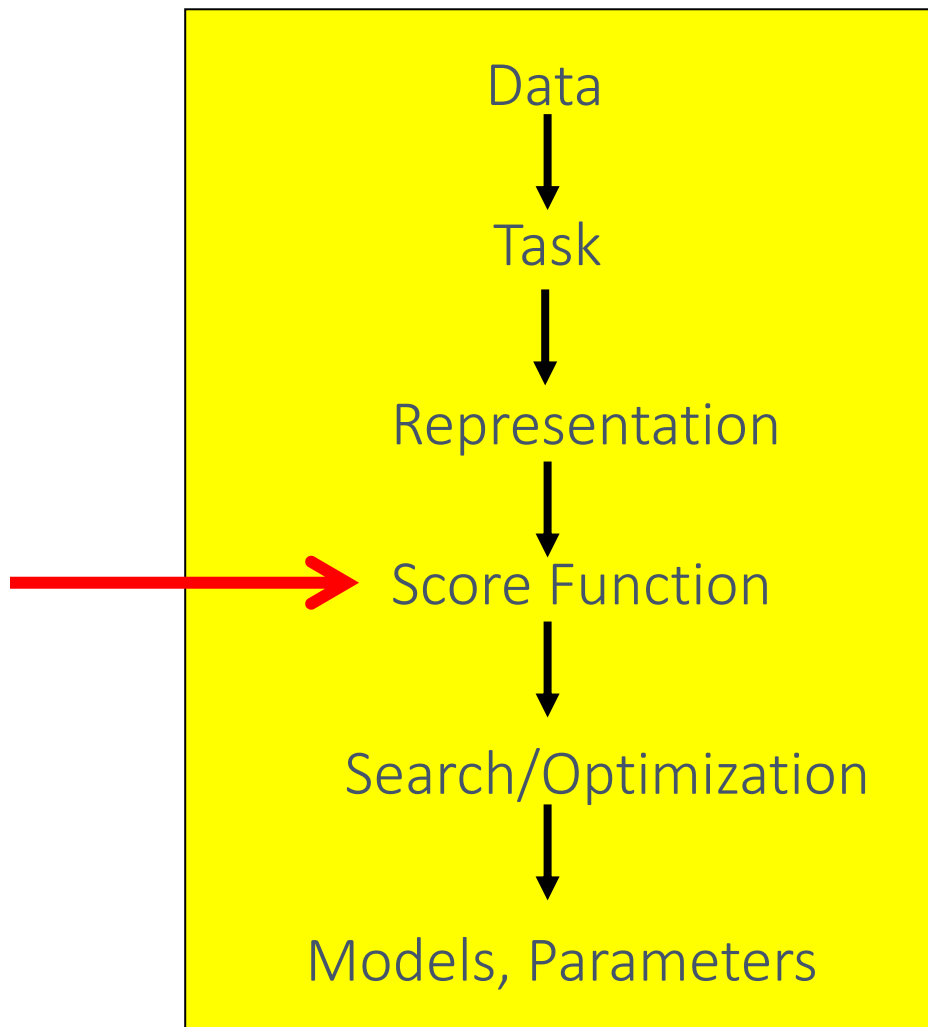 Data
Task
Representation
Score Function
Search/Optimization
Models, Parameters